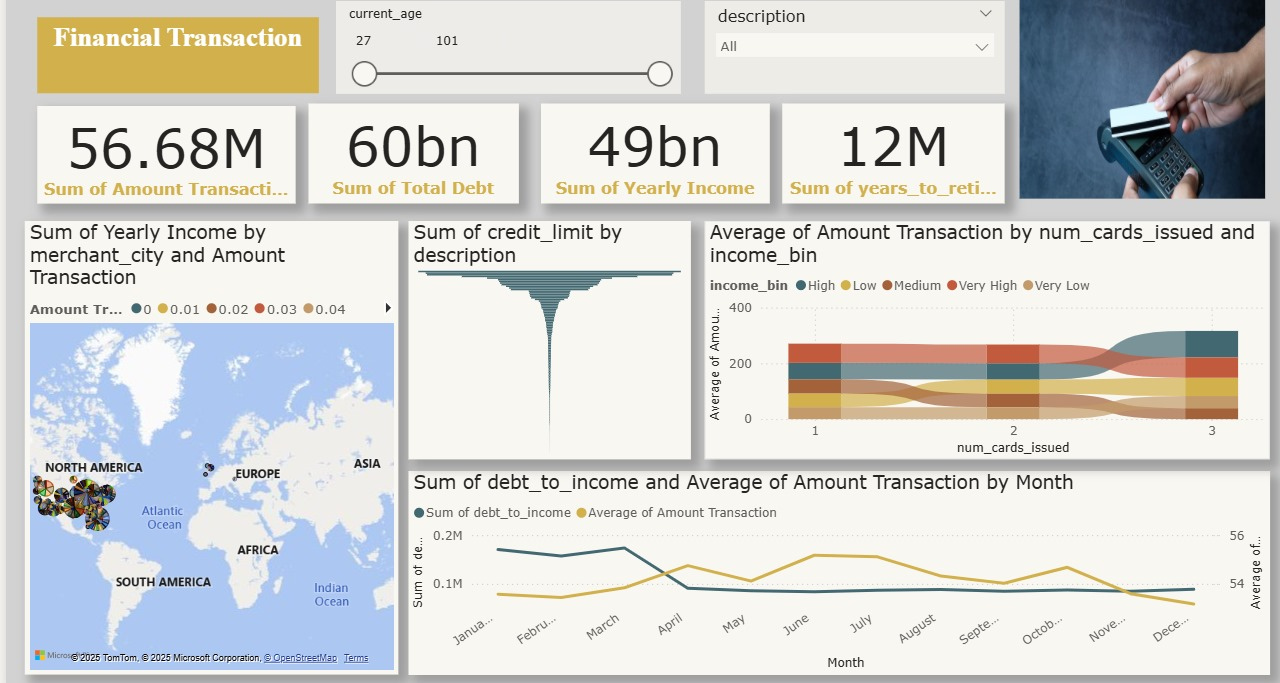 Financial Transaction
current_age
27 101
description
All
56.68M
Sum of Amount Transacti...
60bn
Sum of Total Debt
49bn
Sum of Yearly Income
12M
Sum of years_to_reti...
Sum of Yearly Income by
merchant_city and Amount
Transaction
Amount Tr... 0 0.01 0.02 0.03 0.04
NORTH AMERICA
EUROPE
ASIA
Atlantic
Ocean
AFRICA
SOUTH AMERICA
Indian
Ocean
© 2025 TomTom, © 2025 Microsoft Corporation, © OpenStreetMap Terms
Sum of credit_limit by
description
Average of Amount Transaction by num_cards_issued and
income_bin
income_bin High Low Medium Very High Very Low
Average of Amou...
400
200
0
1 2 3
num_cards_issued
Sum of debt_to_income and Average of Amount Transaction by Month
Sum of debt_to_income Average of Amount Transaction
Sum of de...
0.2M
0.1M
56
54
Average of...
Janua... Febru... March April May June July August Septe... Octob... Nove... Dece...
Month